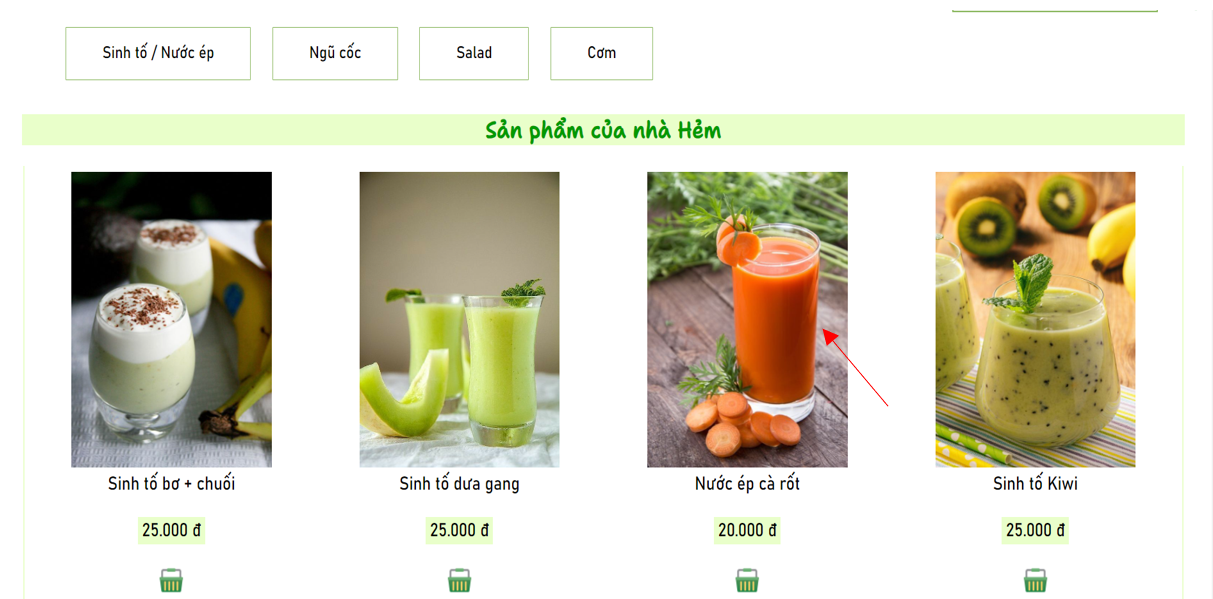 Sinh tố / Nước ép
Ngũ cốc
Salad
Cơm
Sản phẩm của nhà Hẻm
Sinh tố bơ + chuối
Sinh tố dưa gang
Nước ép cà rốt
Sinh tố Kiwi
25.000 đ
25.000 đ
20.000 đ
25.000 đ